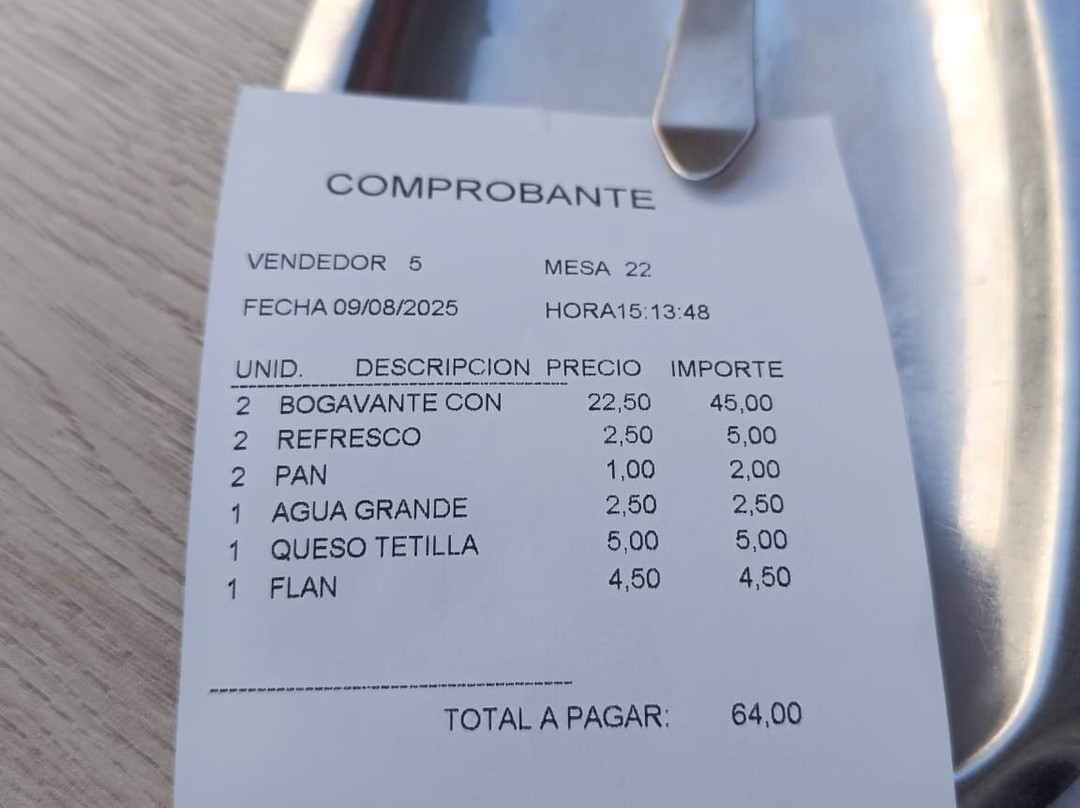 COMPROBANTE
VENDEDOR 5 MESA 22
FECHA 09/08/2025 HORA15:13:48
UNID. DESCRIPCION PRECIO IMPORTE
2 BOGAVANTE CON 22,50 45,00
2 REFRESCO 2,50 5,00
2 PAN 1,00 2,00
1 AGUA GRANDE 2,50 2,50
1 QUESO TETILLA 5,00 5,00
1 FLAN 4,50 4,50
TOTAL A PAGAR: 64,00